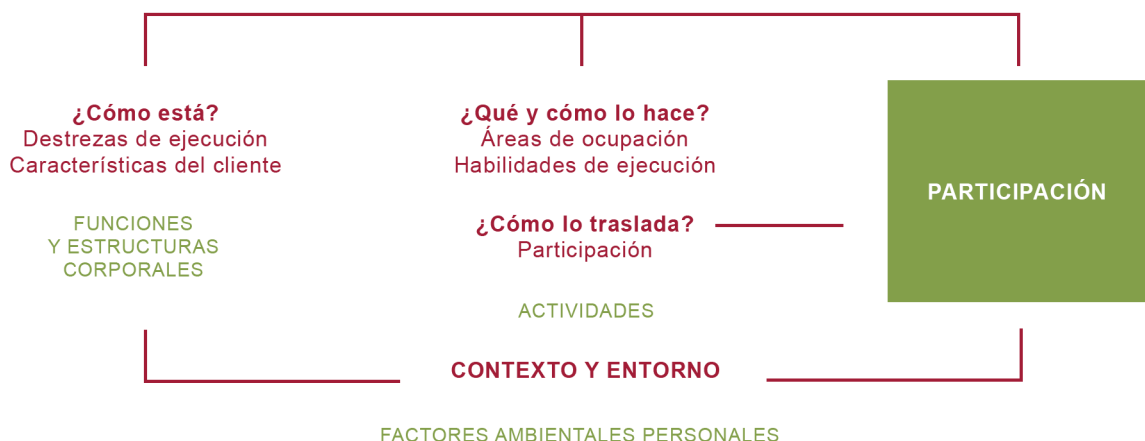 ¿Cómo está?
Destrezas de ejecución
Características del cliente
FUNCIONES
Y ESTRUCTURAS
CORPORALES
¿Qué y cómo lo hace?
Áreas de ocupación
Habilidades de ejecución
¿Cómo lo traslada?
Participación
ACTIVIDADES
PARTICIPACIÓN
CONTEXTO Y ENTORNO
FACTORES AMBIENTALES PERSONALES